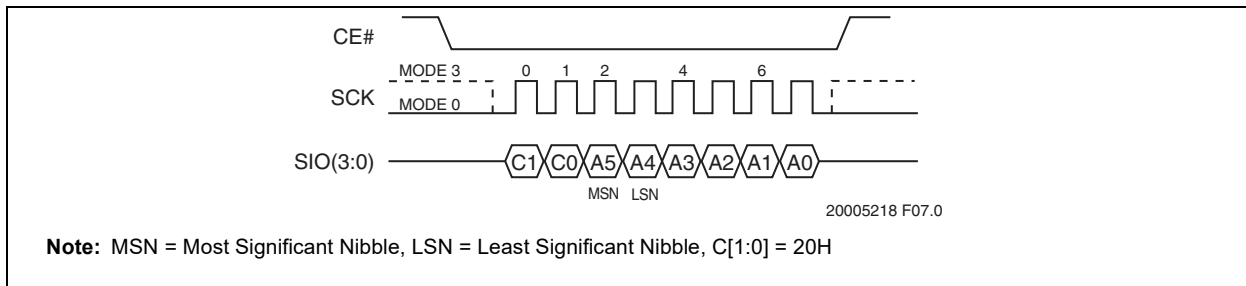 CE#
MODE 3 0 1 2 4 6
SCK
MODE 0
SIO(3:0) C1 C0 A5 A4 A3 A2 A1 A0
MSN LSN
20005218 F07.0
Note: MSN = Most Significant Nibble, LSN = Least Significant Nibble, C[1:0] = 20H